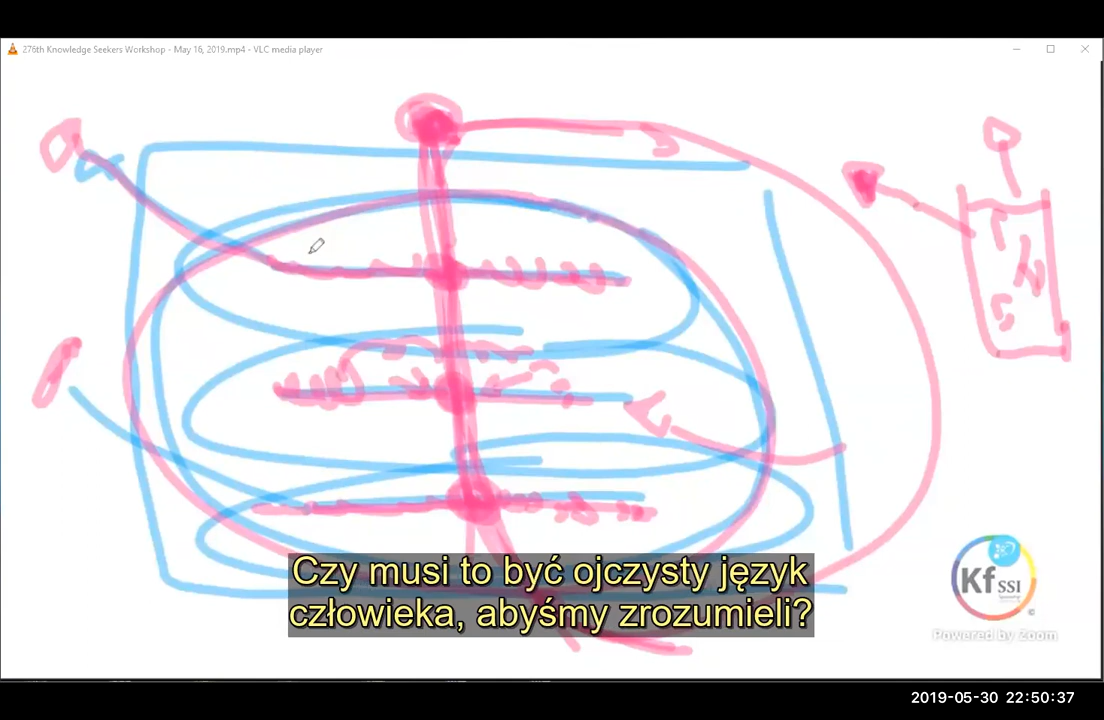 276th Knowledge Seekers Workshop - May 16, 2019.mp4 - VLC media player
Czy musi to być ojczysty język
człowieka, abyśmy zrozumieli?
Kf SSI
Powered by Zoom
2019-05-30 22:50:37